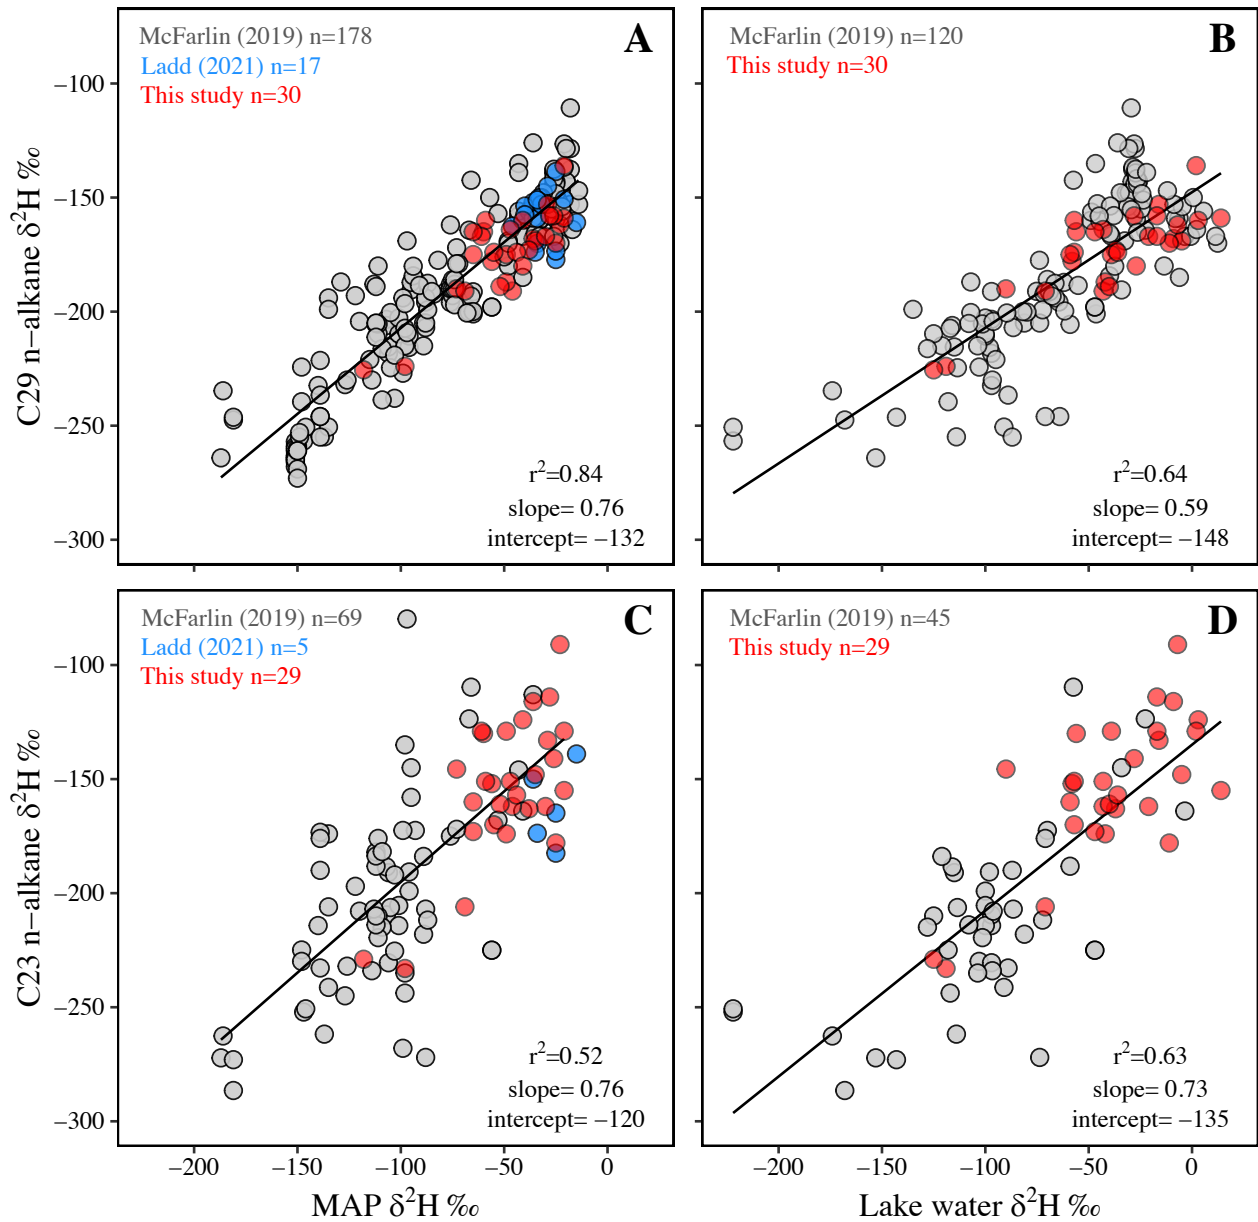 A
McFarlin (2019) n=178
Ladd (2021) n=17
This study n=30
r²=0.84
slope= 0.76
intercept= −132
C29 n−alkane δ²H ‰
−100
−150
−200
−250
−300
B
McFarlin (2019) n=120
This study n=30
r²=0.64
slope= 0.59
intercept= −148
C
McFarlin (2019) n=69
Ladd (2021) n=5
This study n=29
r²=0.52
slope= 0.76
intercept= −120
C23 n−alkane δ²H ‰
−100
−150
−200
−250
−300
−200 −150 −100 −50 0
MAP δ²H ‰
D
McFarlin (2019) n=45
This study n=29
r²=0.63
slope= 0.73
intercept= −135
−200 −150 −100 −50 0
Lake water δ²H ‰